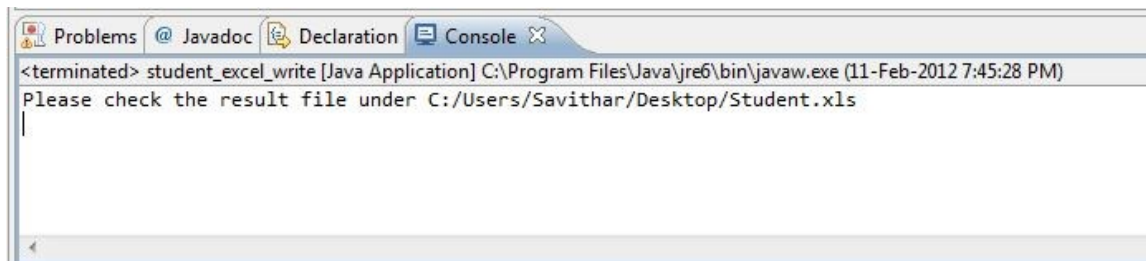 Problems @ Javadoc Declaration Console
<terminated> student_excel_write [Java Application] C:\Program Files\Java\jre6\bin\javaw.exe (11-Feb-2012 7:45:28 PM)
Please check the result file under C:/Users/Savithar/Desktop/Student.xls